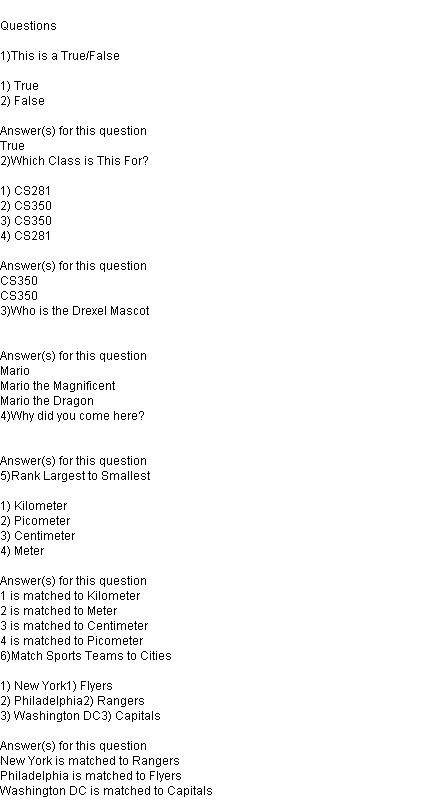 Questions
1)This is a True/False
1) True
2) False
Answer(s) for this question
True
2)Which Class is This For?
1) CS281
2) CS350
3) CS350
4) CS281
Answer(s) for this question
CS350
CS350
3)Who is the Drexel Mascot
Answer(s) for this question
Mario
Mario the Magnificent
Mario the Dragon
4)Why did you come here?
Answer(s) for this question
5)Rank Largest to Smallest
1) Kilometer
2) Picometer
3) Centimeter
4) Meter
Answer(s) for this question
1 is matched to Kilometer
2 is matched to Meter
3 is matched to Centimeter
4 is matched to Picometer
6)Match Sports Teams to Cities
1) New York1) Flyers
2) Philadelphia2) Rangers
3) Washington DC3) Capitals
Answer(s) for this question
New York is matched to Rangers
Philadelphia is matched to Flyers
Washington DC is matched to Capitals